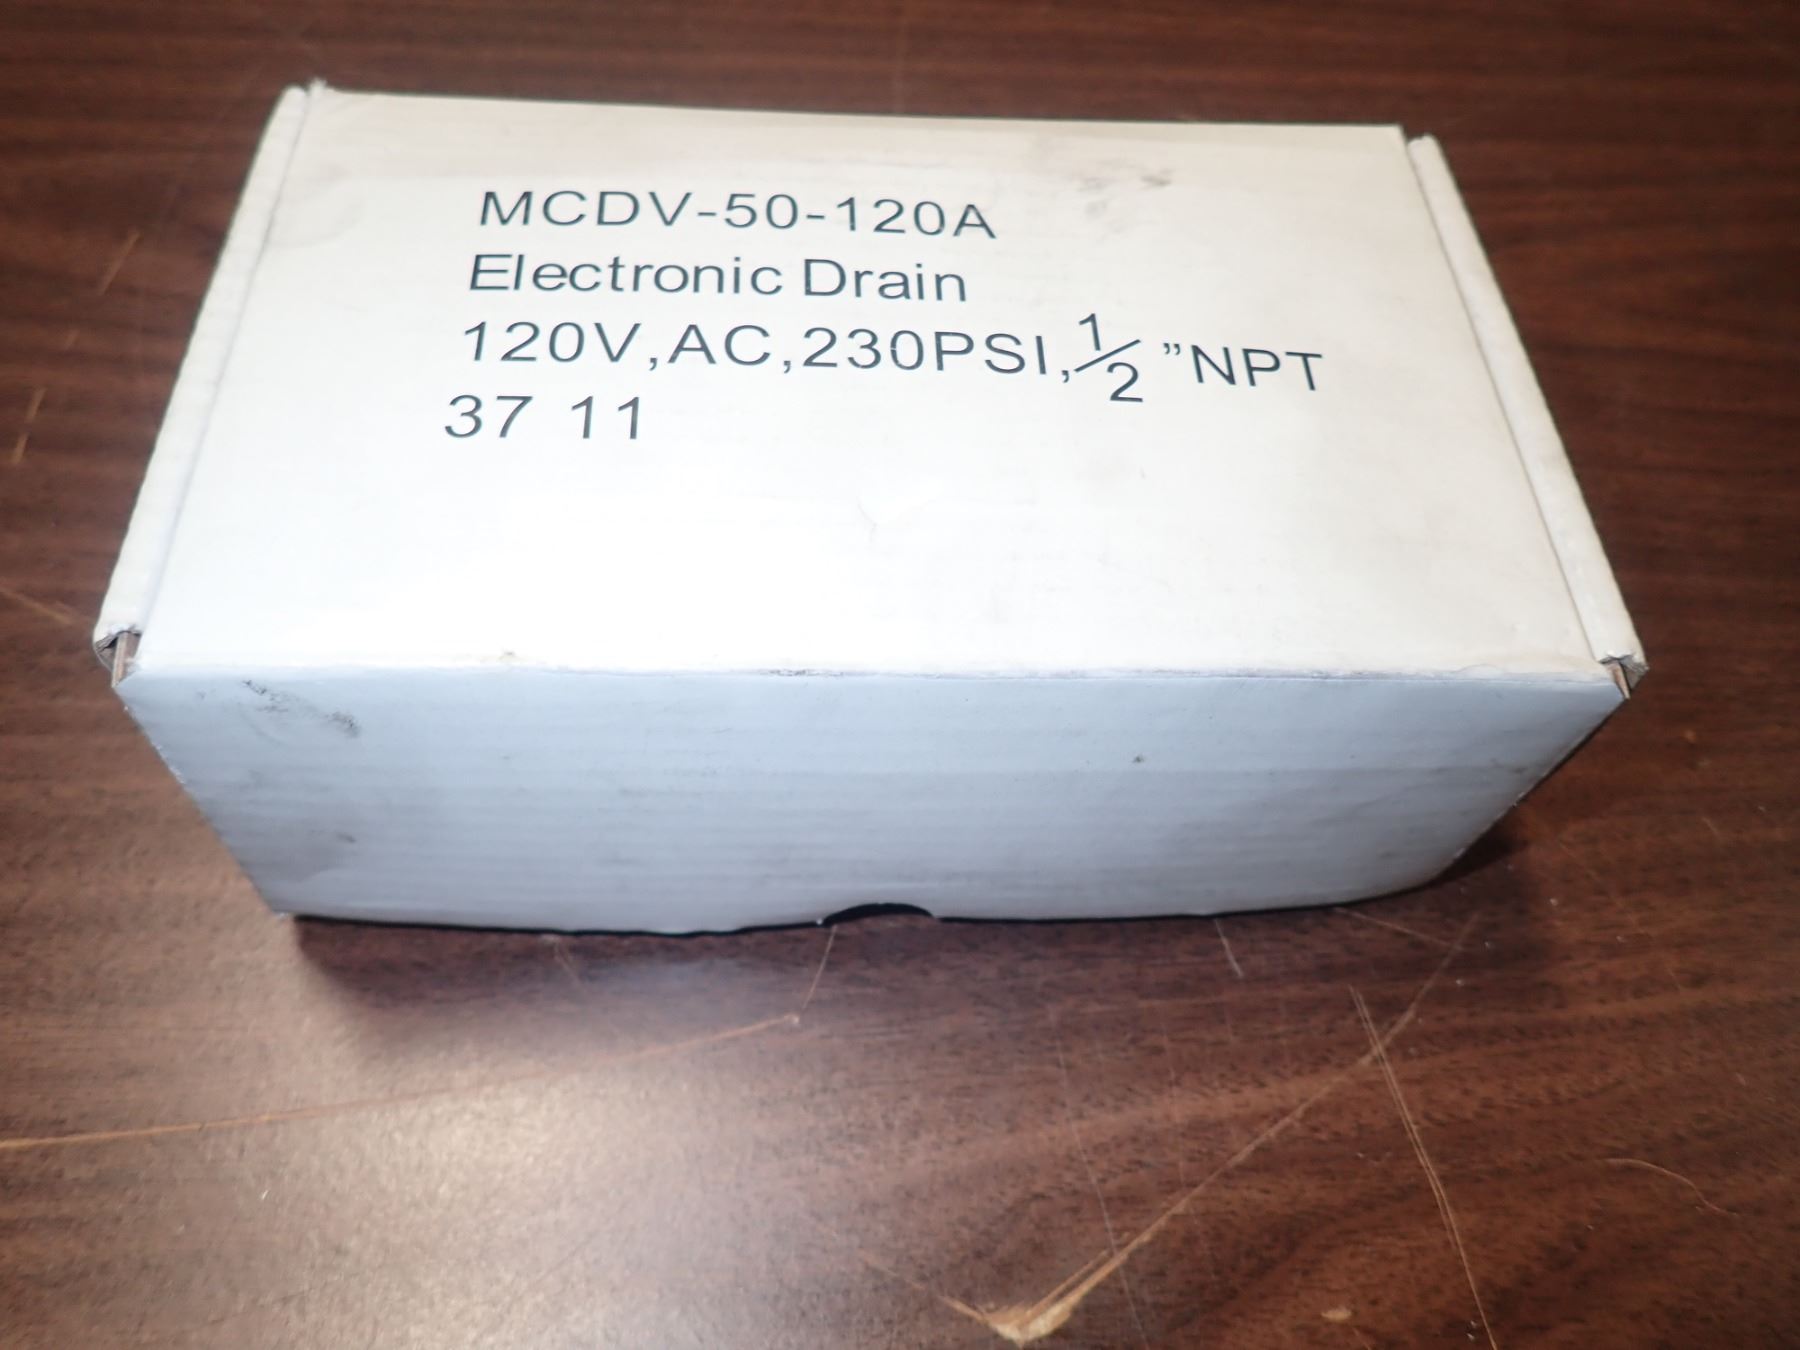 MCDV-50-120A
Electronic Drain
120V,AC,230PSI,½”NPT
37 11